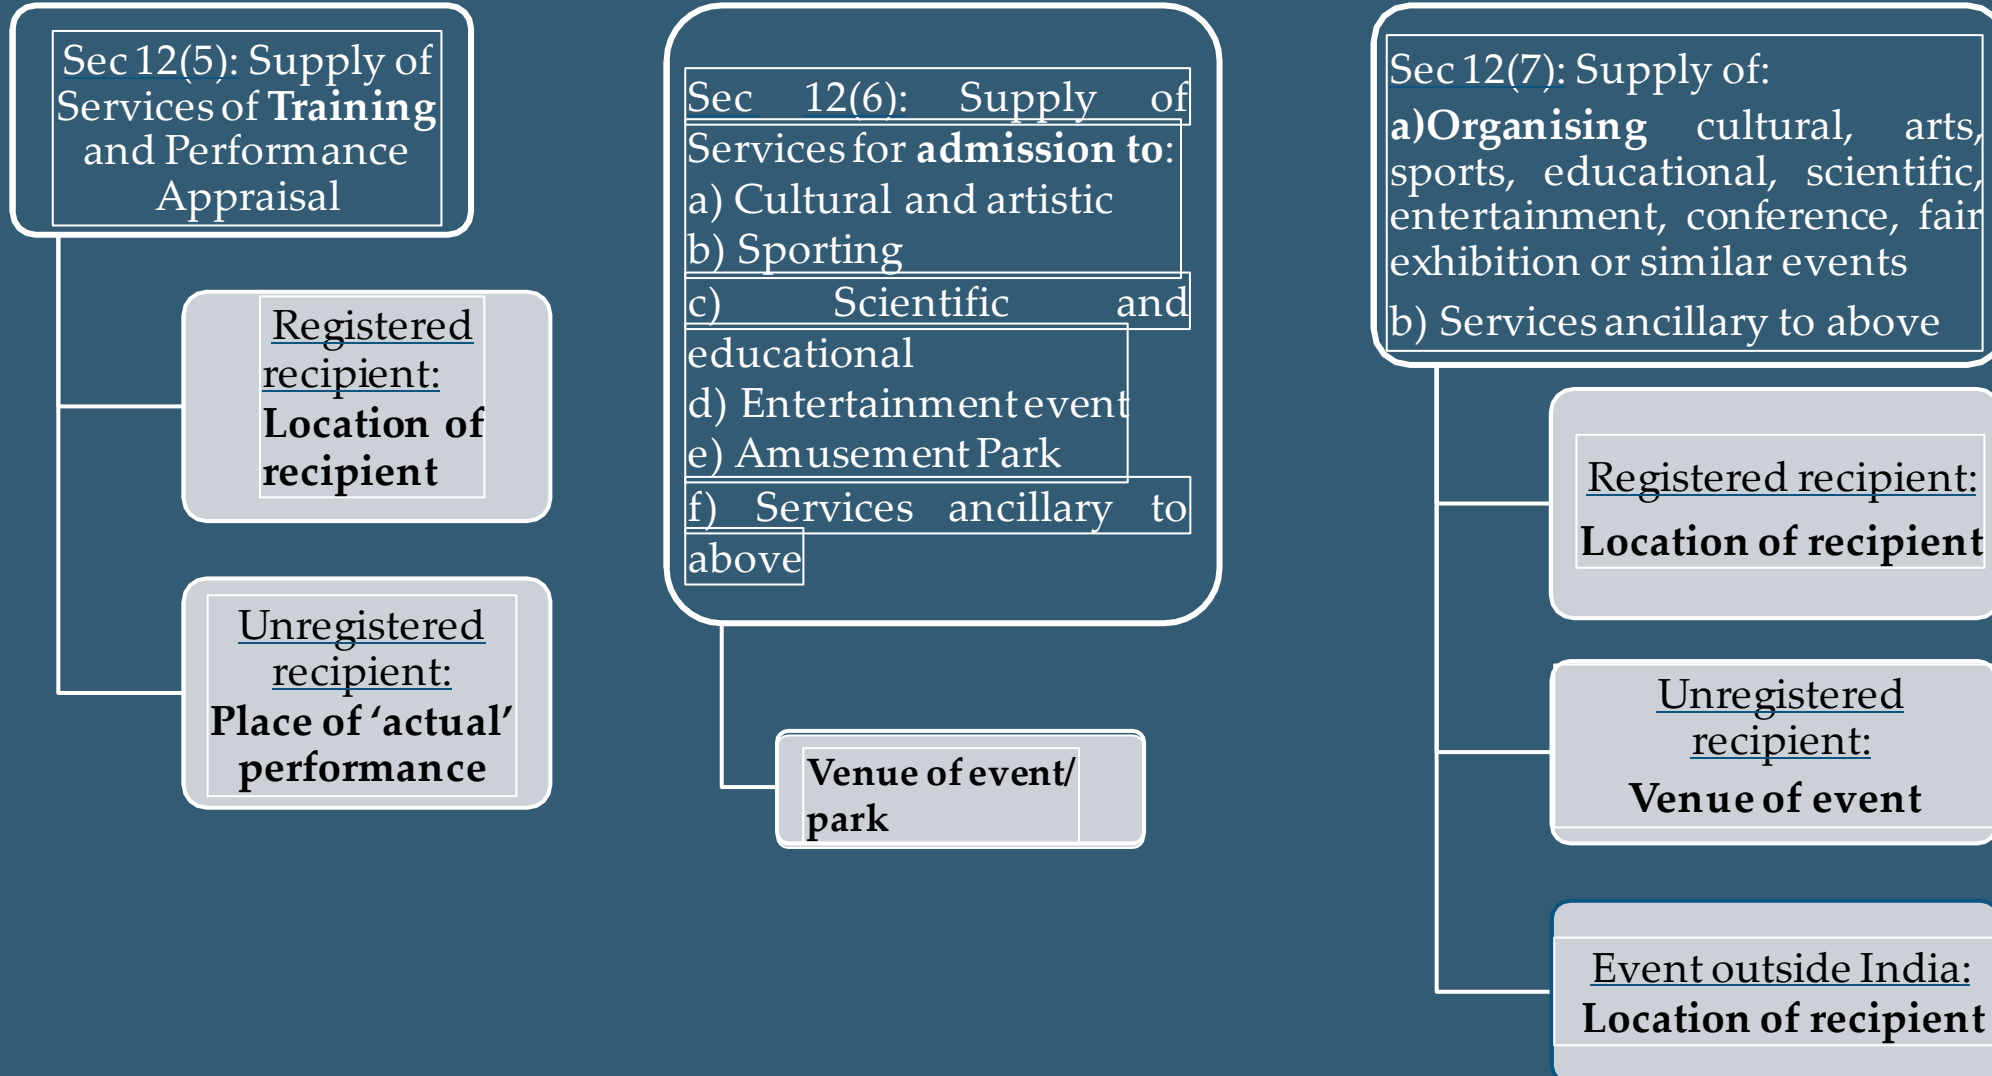 Sec 12(5): Supply of
Services of Training
and Performance
Appraisal
Registered
recipient:
Location of
recipient
Unregistered
recipient:
Place of ‘actual’
performance
Sec 12(6): Supply of
Services for admission to:
a) Cultural and artistic
b) Sporting
c) Scientific and
educational
d) Entertainment event
e) Amusement Park
f) Services ancillary to
above
Venue of event/
park
Sec 12(7): Supply of:
a)Organising cultural, arts,
sports, educational, scientific,
entertainment, conference, fair
exhibition or similar events
b) Services ancillary to above
Registered recipient:
Location of recipient
Unregistered
recipient:
Venue of event
Event outside India:
Location of recipient